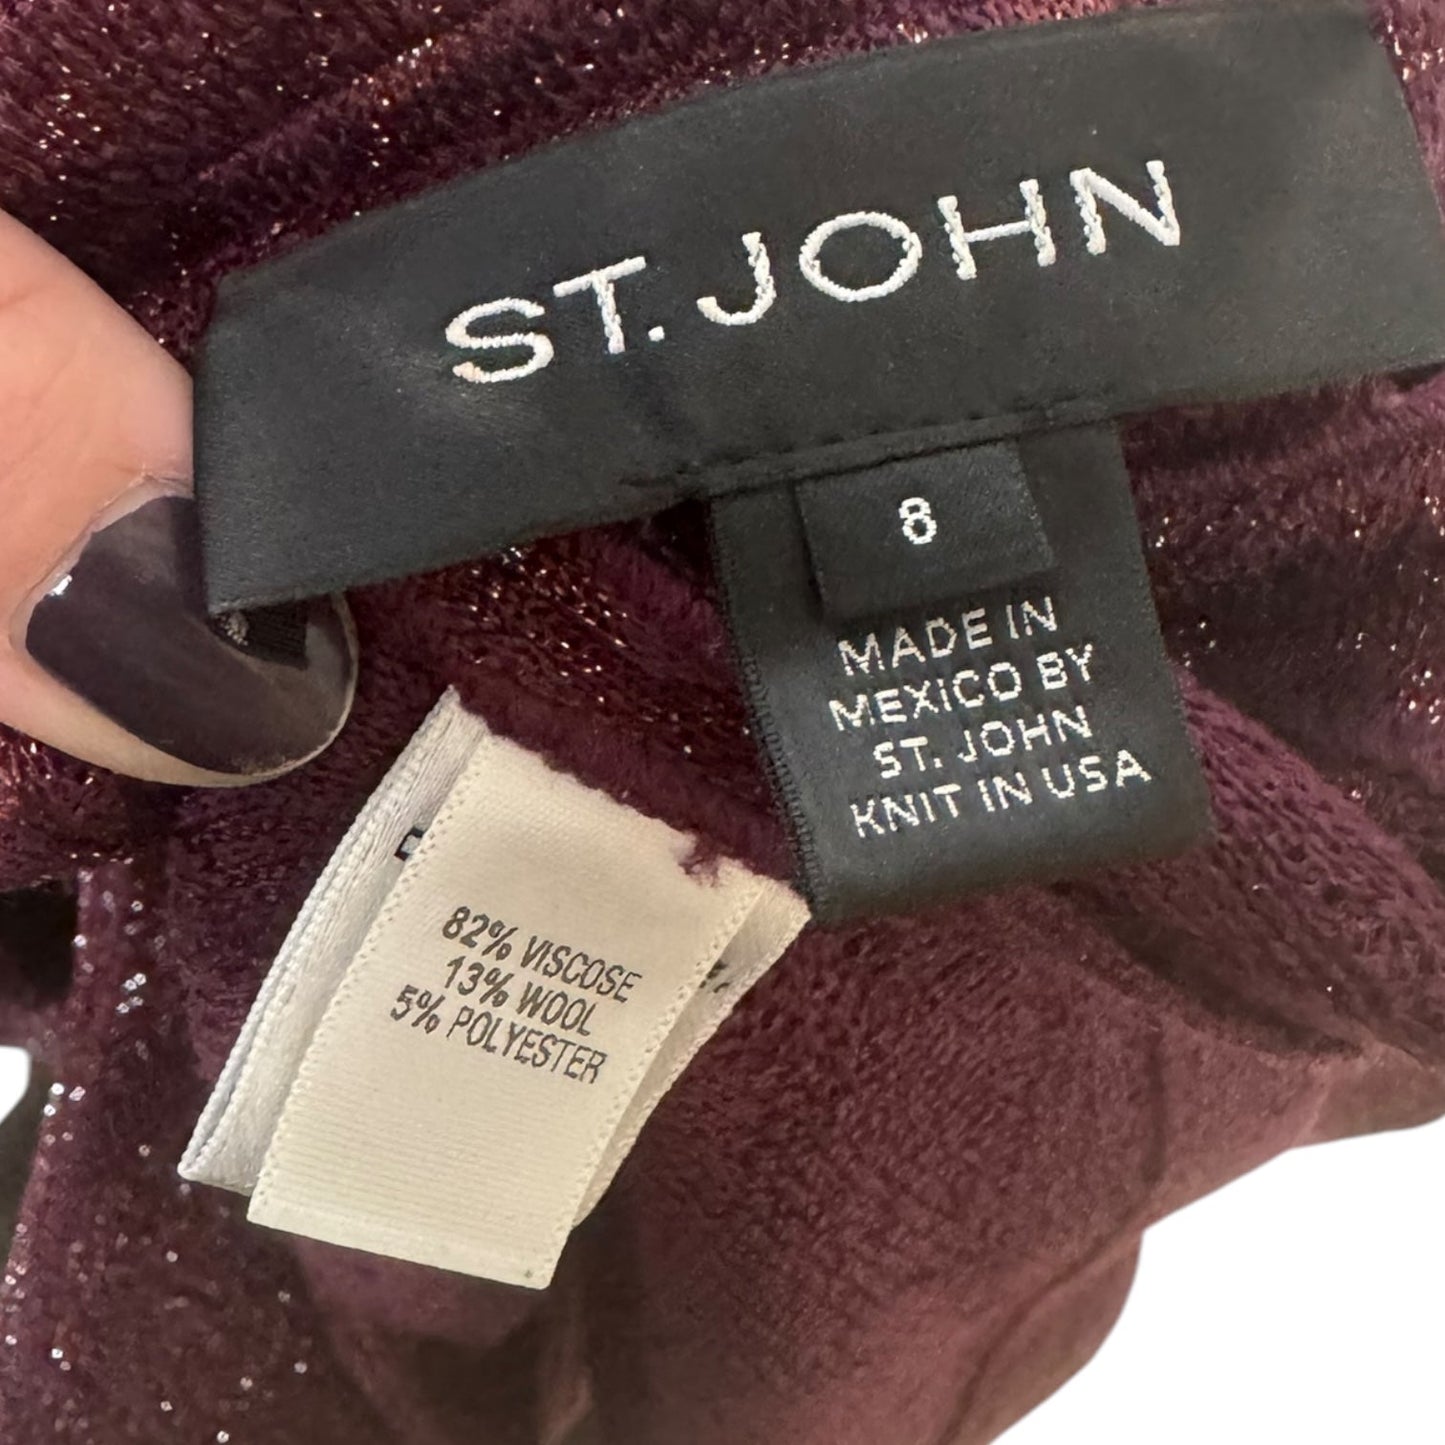 ST. JOHN
8
MADE IN
MEXICO BY
ST. JOHN
KNIT IN USA
82% VISCOSE
13% WOOL
5% POLYESTER